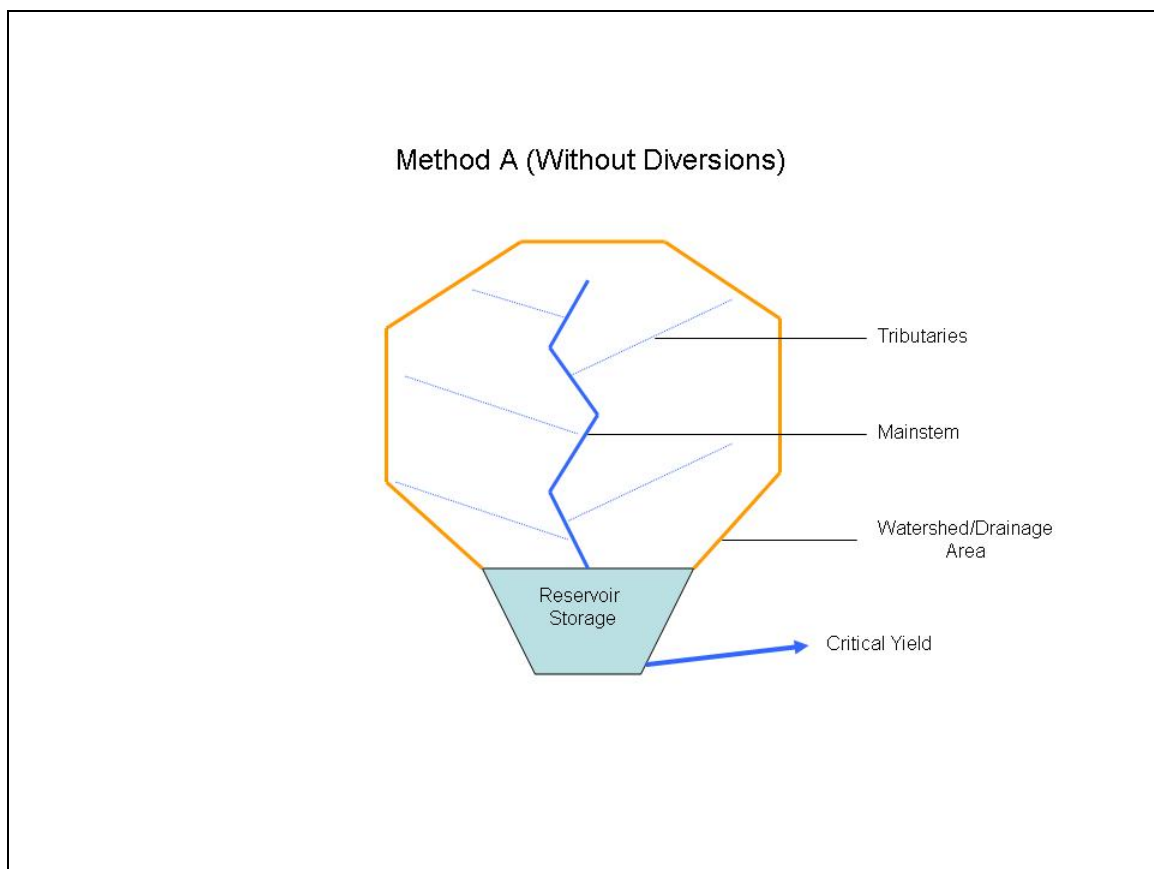 Method A (Without Diversions)
Tributaries
Mainstem
Watershed/Drainage
Area
Reservoir
Storage
Critical Yield